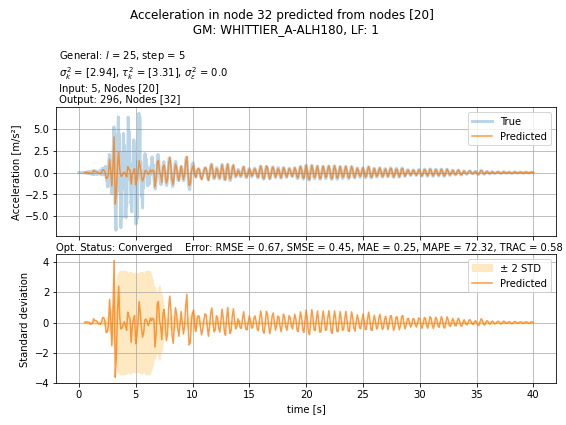 Acceleration in node 32 predicted from nodes [20]
GM: WHITTIER_A-ALH180, LF: 1
General: l = 25, step = 5
σ²ₖ = [2.94], τ²ₖ = [3.31], σ²ε = 0.0
Input: 5, Nodes [20]
Output: 296, Nodes [32]
Acceleration [m/s²]
5.0
2.5
0.0
−2.5
−5.0
True
Predicted
Opt. Status: Converged Error: RMSE = 0.67, SMSE = 0.45, MAE = 0.25, MAPE = 72.32, TRAC = 0.58
Standard deviation
4
2
0
−2
−4
± 2 STD
Predicted
0 5 10 15 20 25 30 35 40
time [s]